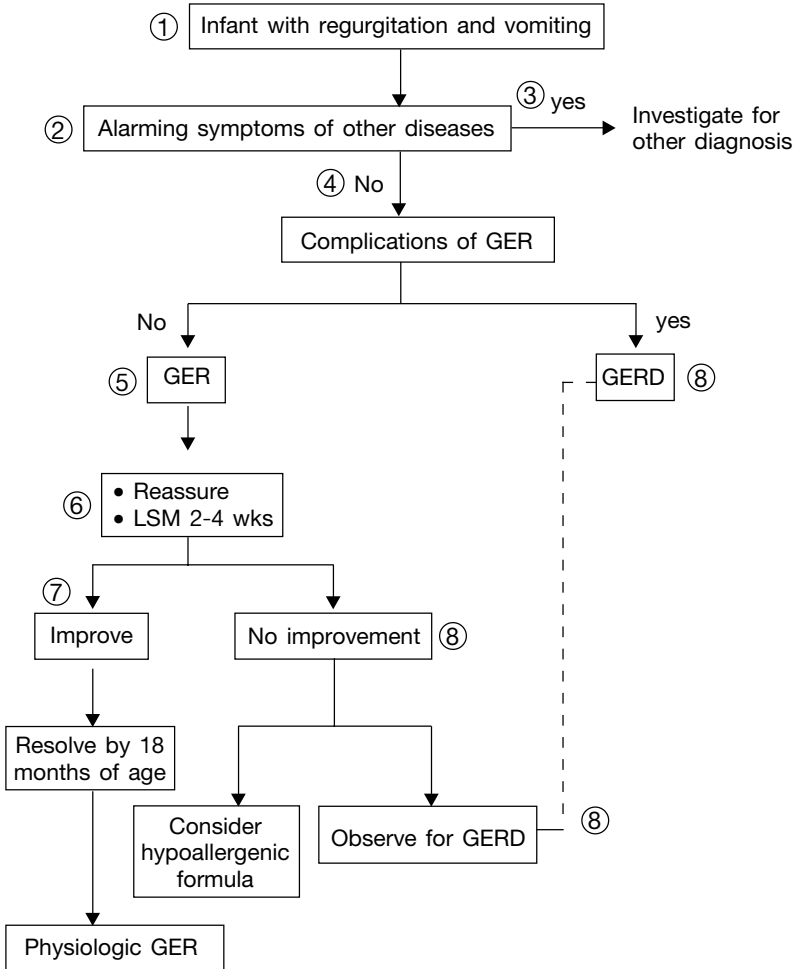 ① Infant with regurgitation and vomiting
② Alarming symptoms of other diseases
③ yes
Investigate for
other diagnosis
④ No
Complications of GER
No
yes
⑤ GER
GERD ⑧
⑥ • Reassure
• LSM 2-4 wks
⑦
Improve
No improvement ⑧
Resolve by 18
months of age
Consider
hypoallergenic
formula
Observe for GERD
⑧
Physiologic GER